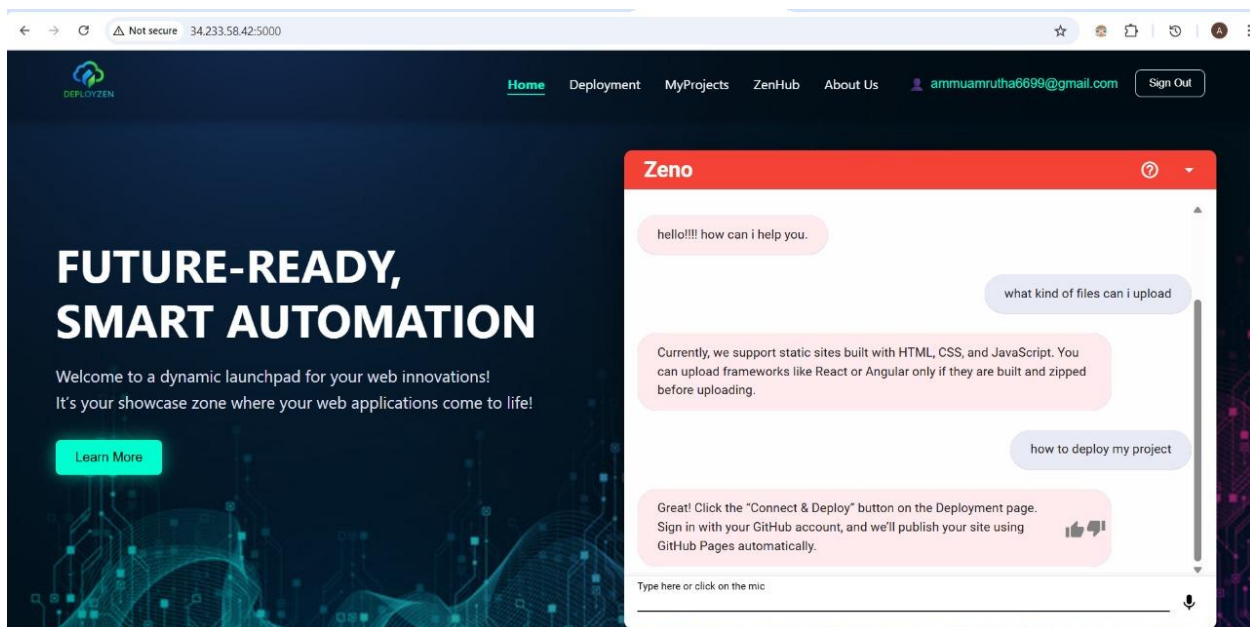 Not secure 34.233.58.42:5000
A
DEPLOYZEN
Home Deployment MyProjects ZenHub About Us ammuamrutha6699@gmail.com Sign Out
Zeno
hello!!!! how can i help you.
what kind of files can i upload
Currently, we support static sites built with HTML, CSS, and JavaScript. You
can upload frameworks like React or Angular only if they are built and zipped
before uploading.
how to deploy my project
Great! Click the “Connect & Deploy” button on the Deployment page.
Sign in with your GitHub account, and we’ll publish your site using
GitHub Pages automatically.
Type here or click on the mic
FUTURE-READY,
SMART AUTOMATION
Welcome to a dynamic launchpad for your web innovations!
It’s your showcase zone where your web applications come to life!
Learn More